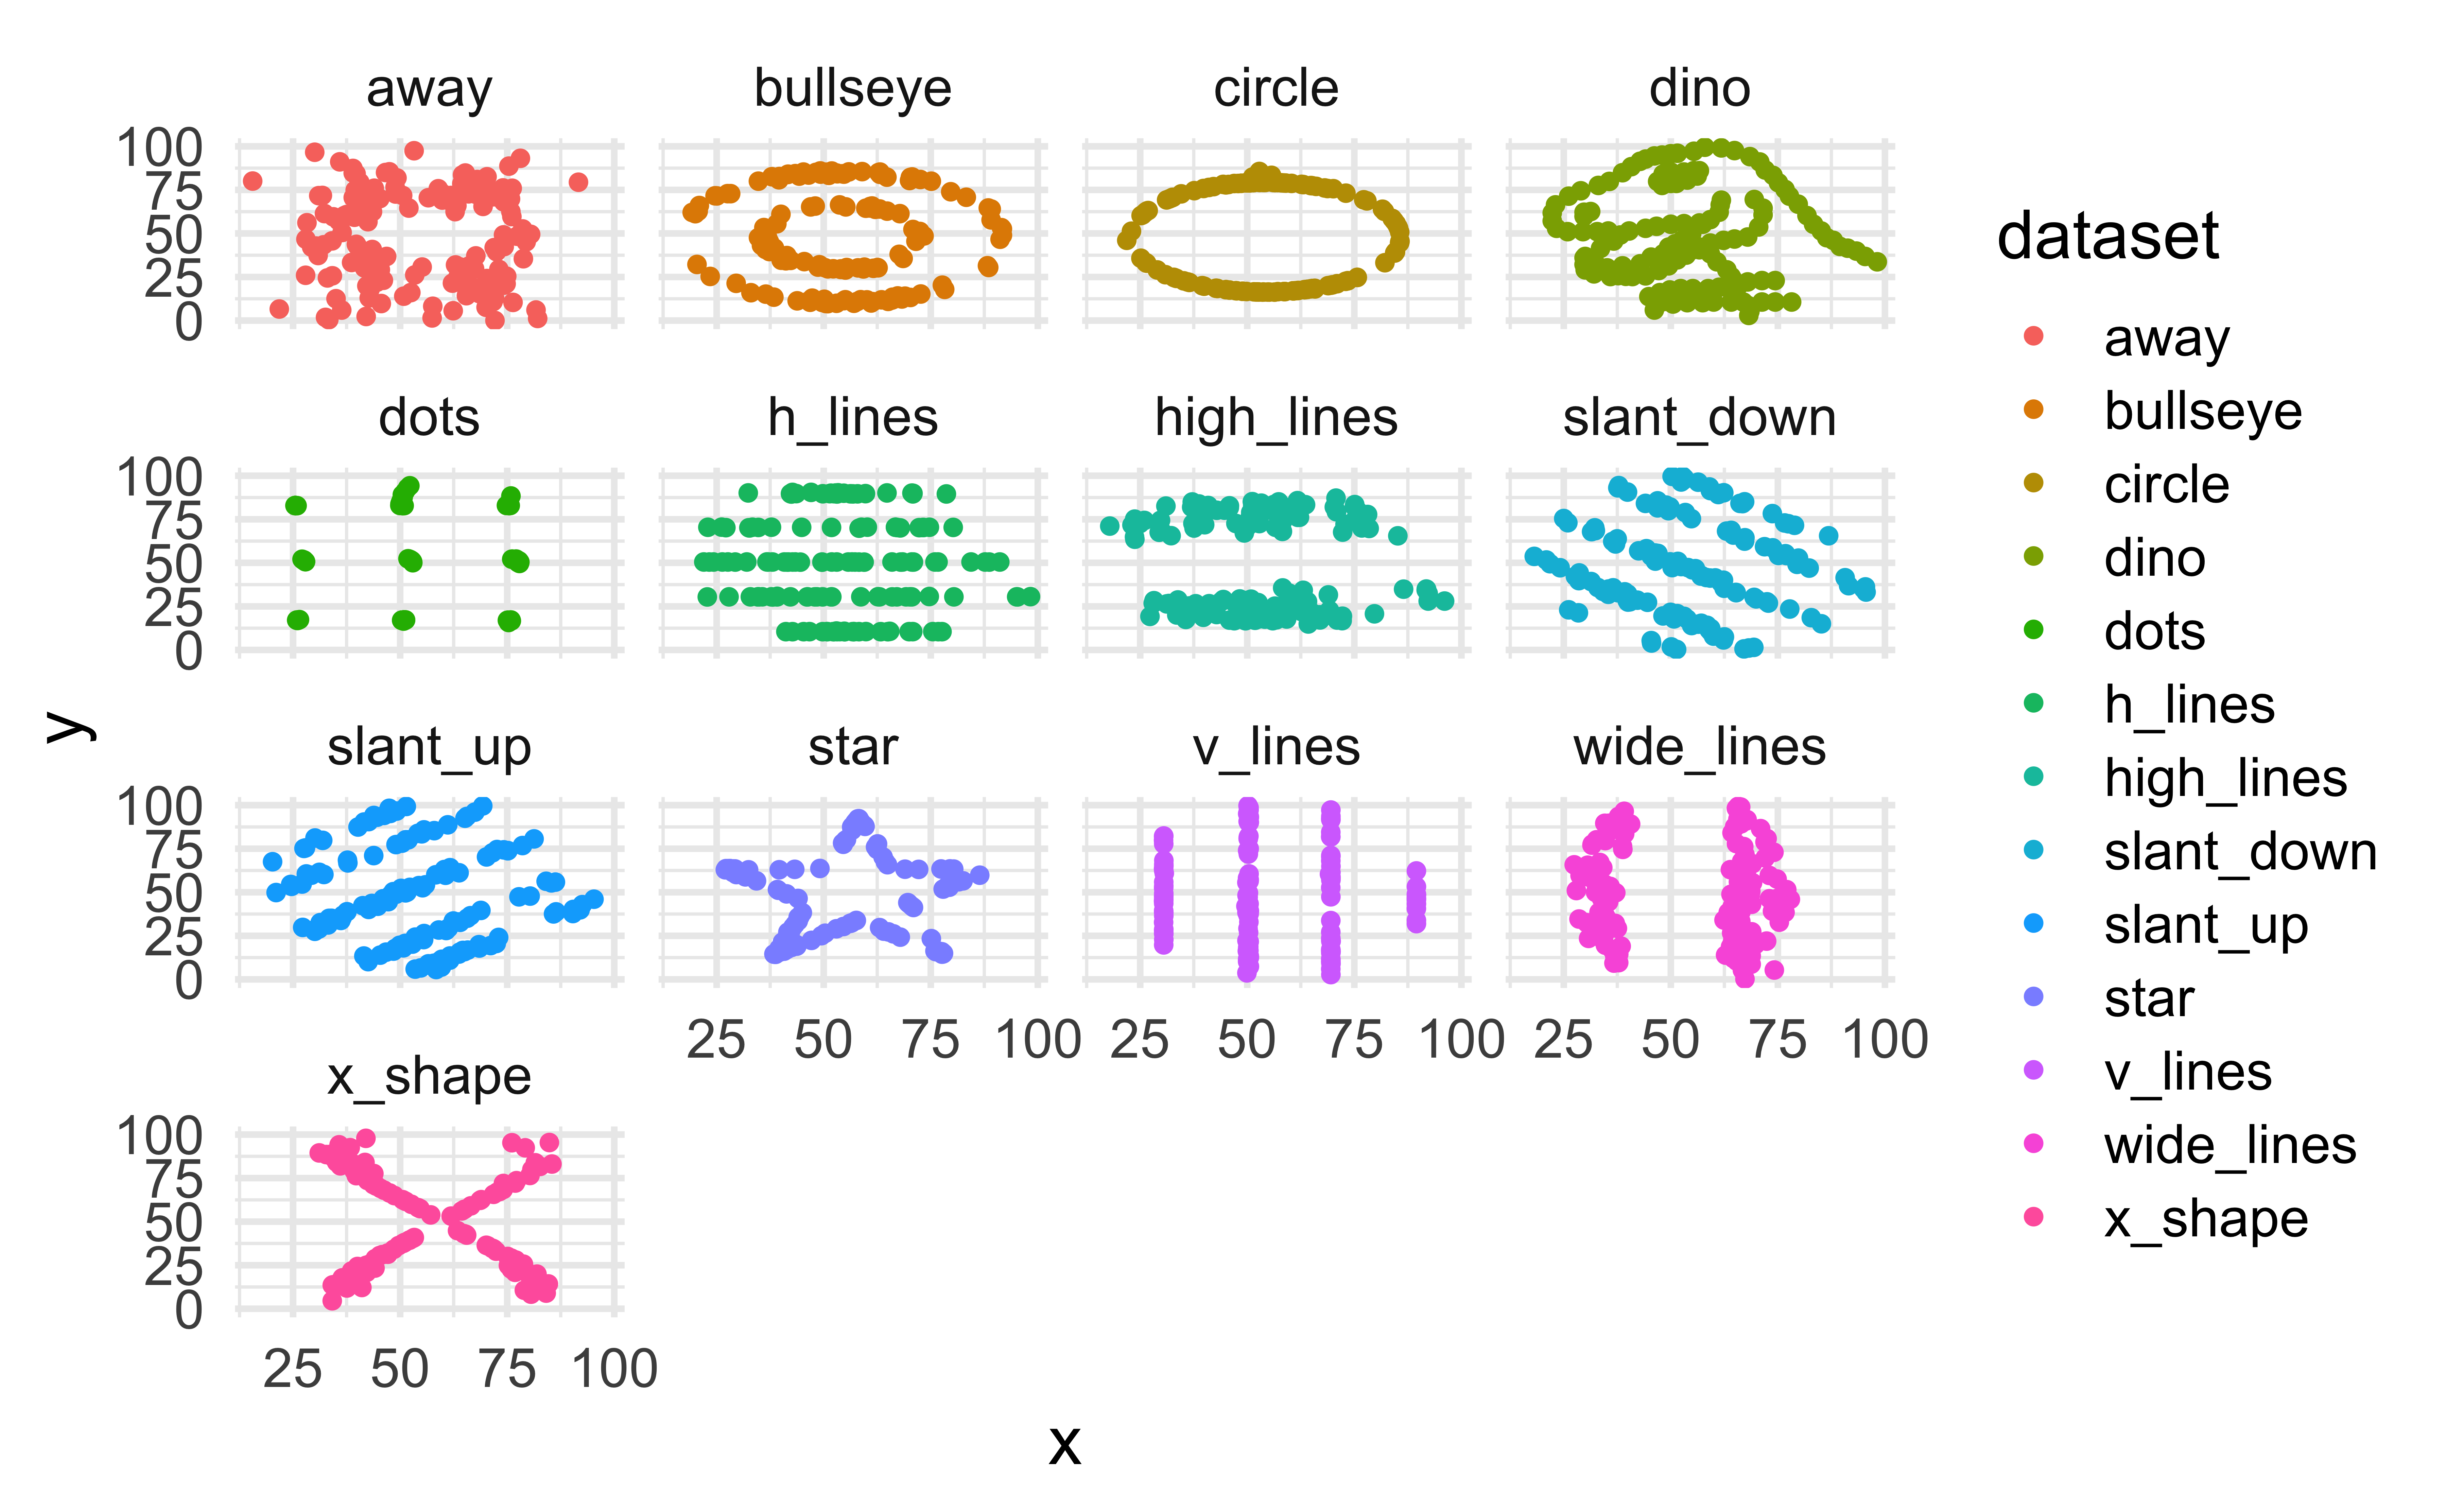 away bullseye circle dino
100
75
50
25
0
dots h_lines high_lines slant_down
100
75
50
25
0
slant_up star v_lines wide_lines
100
75
50
25
0
25 50 75 100 25 50 75 100 25 50 75 100
x_shape
100
75
50
25
0
25 50 75 100
x
y
dataset
away
bullseye
circle
dino
dots
h_lines
high_lines
slant_down
slant_up
star
v_lines
wide_lines
x_shape